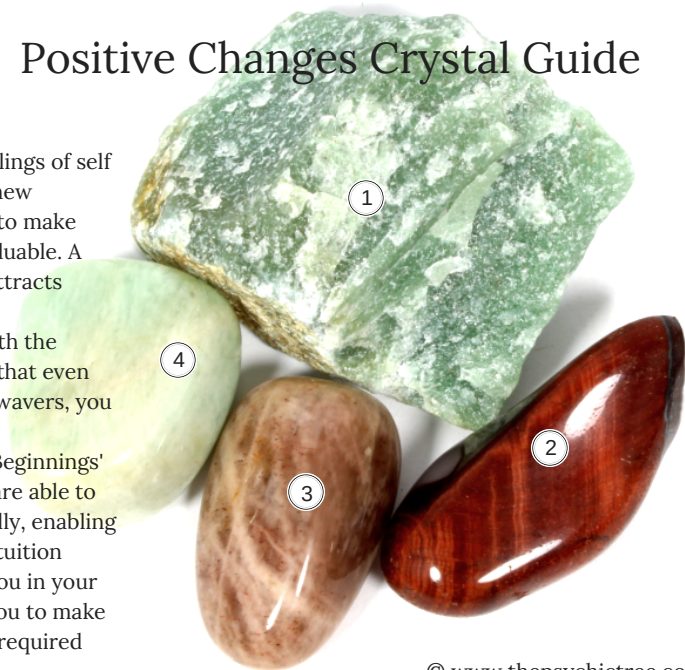 Positive Changes Crystal Guide
lings of self
new
to make
luable. A
ttracts
th the
that even
wavers, you
Beginnings'
are able to
lly, enabling
tuition
ou in your
ou to make
required
1
4
2
3
© www.thepsychictree.co